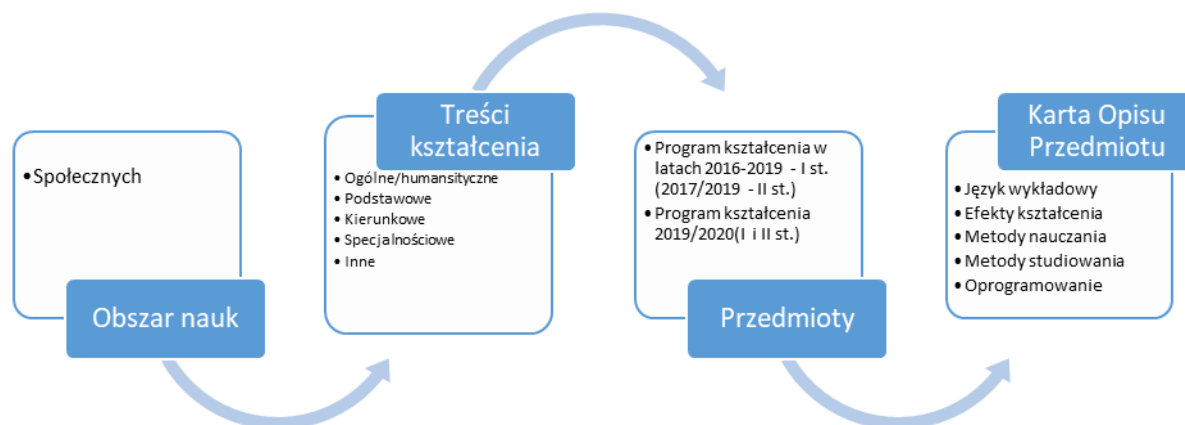 •Społecznych
Obszar nauk
Treści
kształcenia
• Ogólne/humansityczne
• Podstawowe
• Kierunkowe
• Specjalnościowe
• Inne
• Program kształcenia w
latach 2016-2019 - I st.
(2017/2019 - II st.)
• Program kształcenia
2019/2020(I i II st.)
Przedmioty
Karta Opisu
Przedmiotu
• Język wykładowy
• Efekty kształcenia
• Metody nauczania
• Metody studiowania
• Oprogramowanie